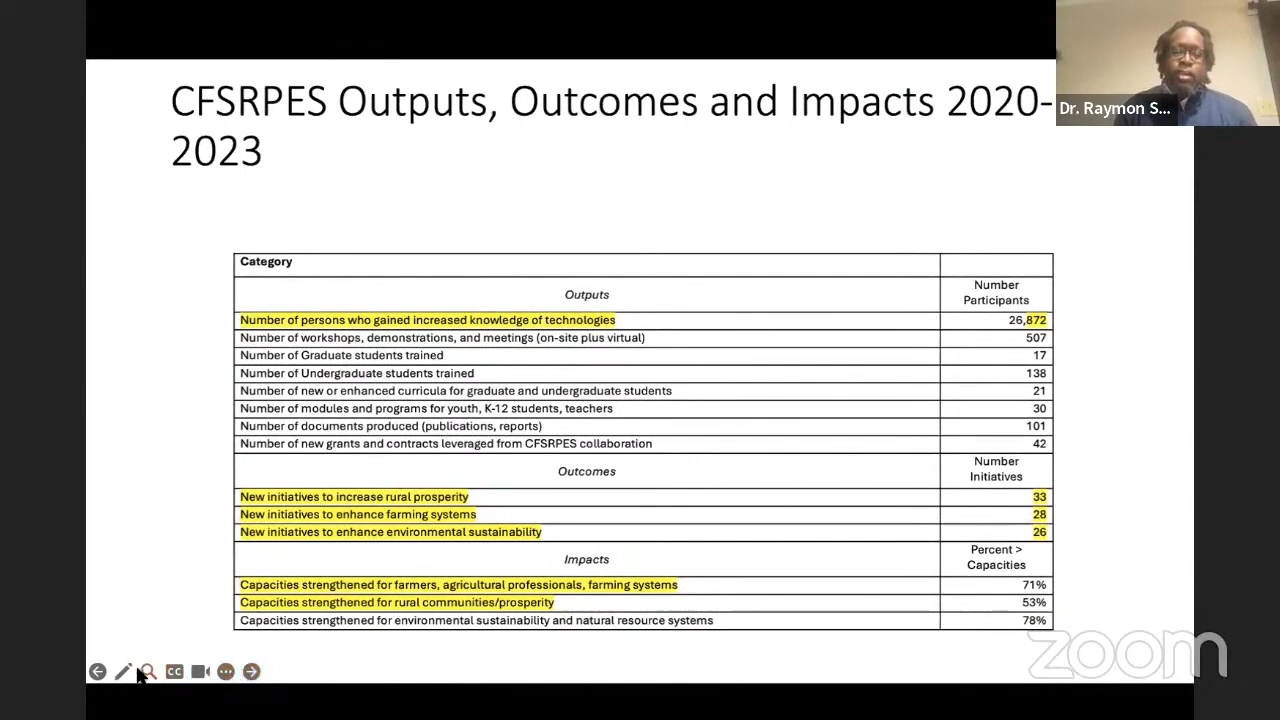 CFSRPES Outputs, Outcomes and Impacts 2020-
2023
Dr. Raymon S...
Category
Outputs
Number
Participants
Number of persons who gained increased knowledge of technologies 26,872
Number of workshops, demonstrations, and meetings (on-site plus virtual) 507
Number of Graduate students trained 17
Number of Undergraduate students trained 138
Number of new or enhanced curricula for graduate and undergraduate students 21
Number of modules and programs for youth, K-12 students, teachers 30
Number of documents produced (publications, reports) 101
Number of new grants and contracts leveraged from CFSRPES collaboration 42
Outcomes
Number
Initiatives
New initiatives to increase rural prosperity 33
New initiatives to enhance farming systems 28
New initiatives to enhance environmental sustainability 26
Impacts
Percent >
Capacities
Capacities strengthened for farmers, agricultural professionals, farming systems 71%
Capacities strengthened for rural communities/prosperity 53%
Capacities strengthened for environmental sustainability and natural resource systems 78%
CC
zoom